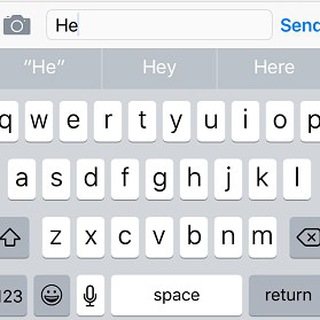 He Send
"He" Hey Here
q w e r t y u i o p
a s d f g h j k l
z x c v b n m
123 space return